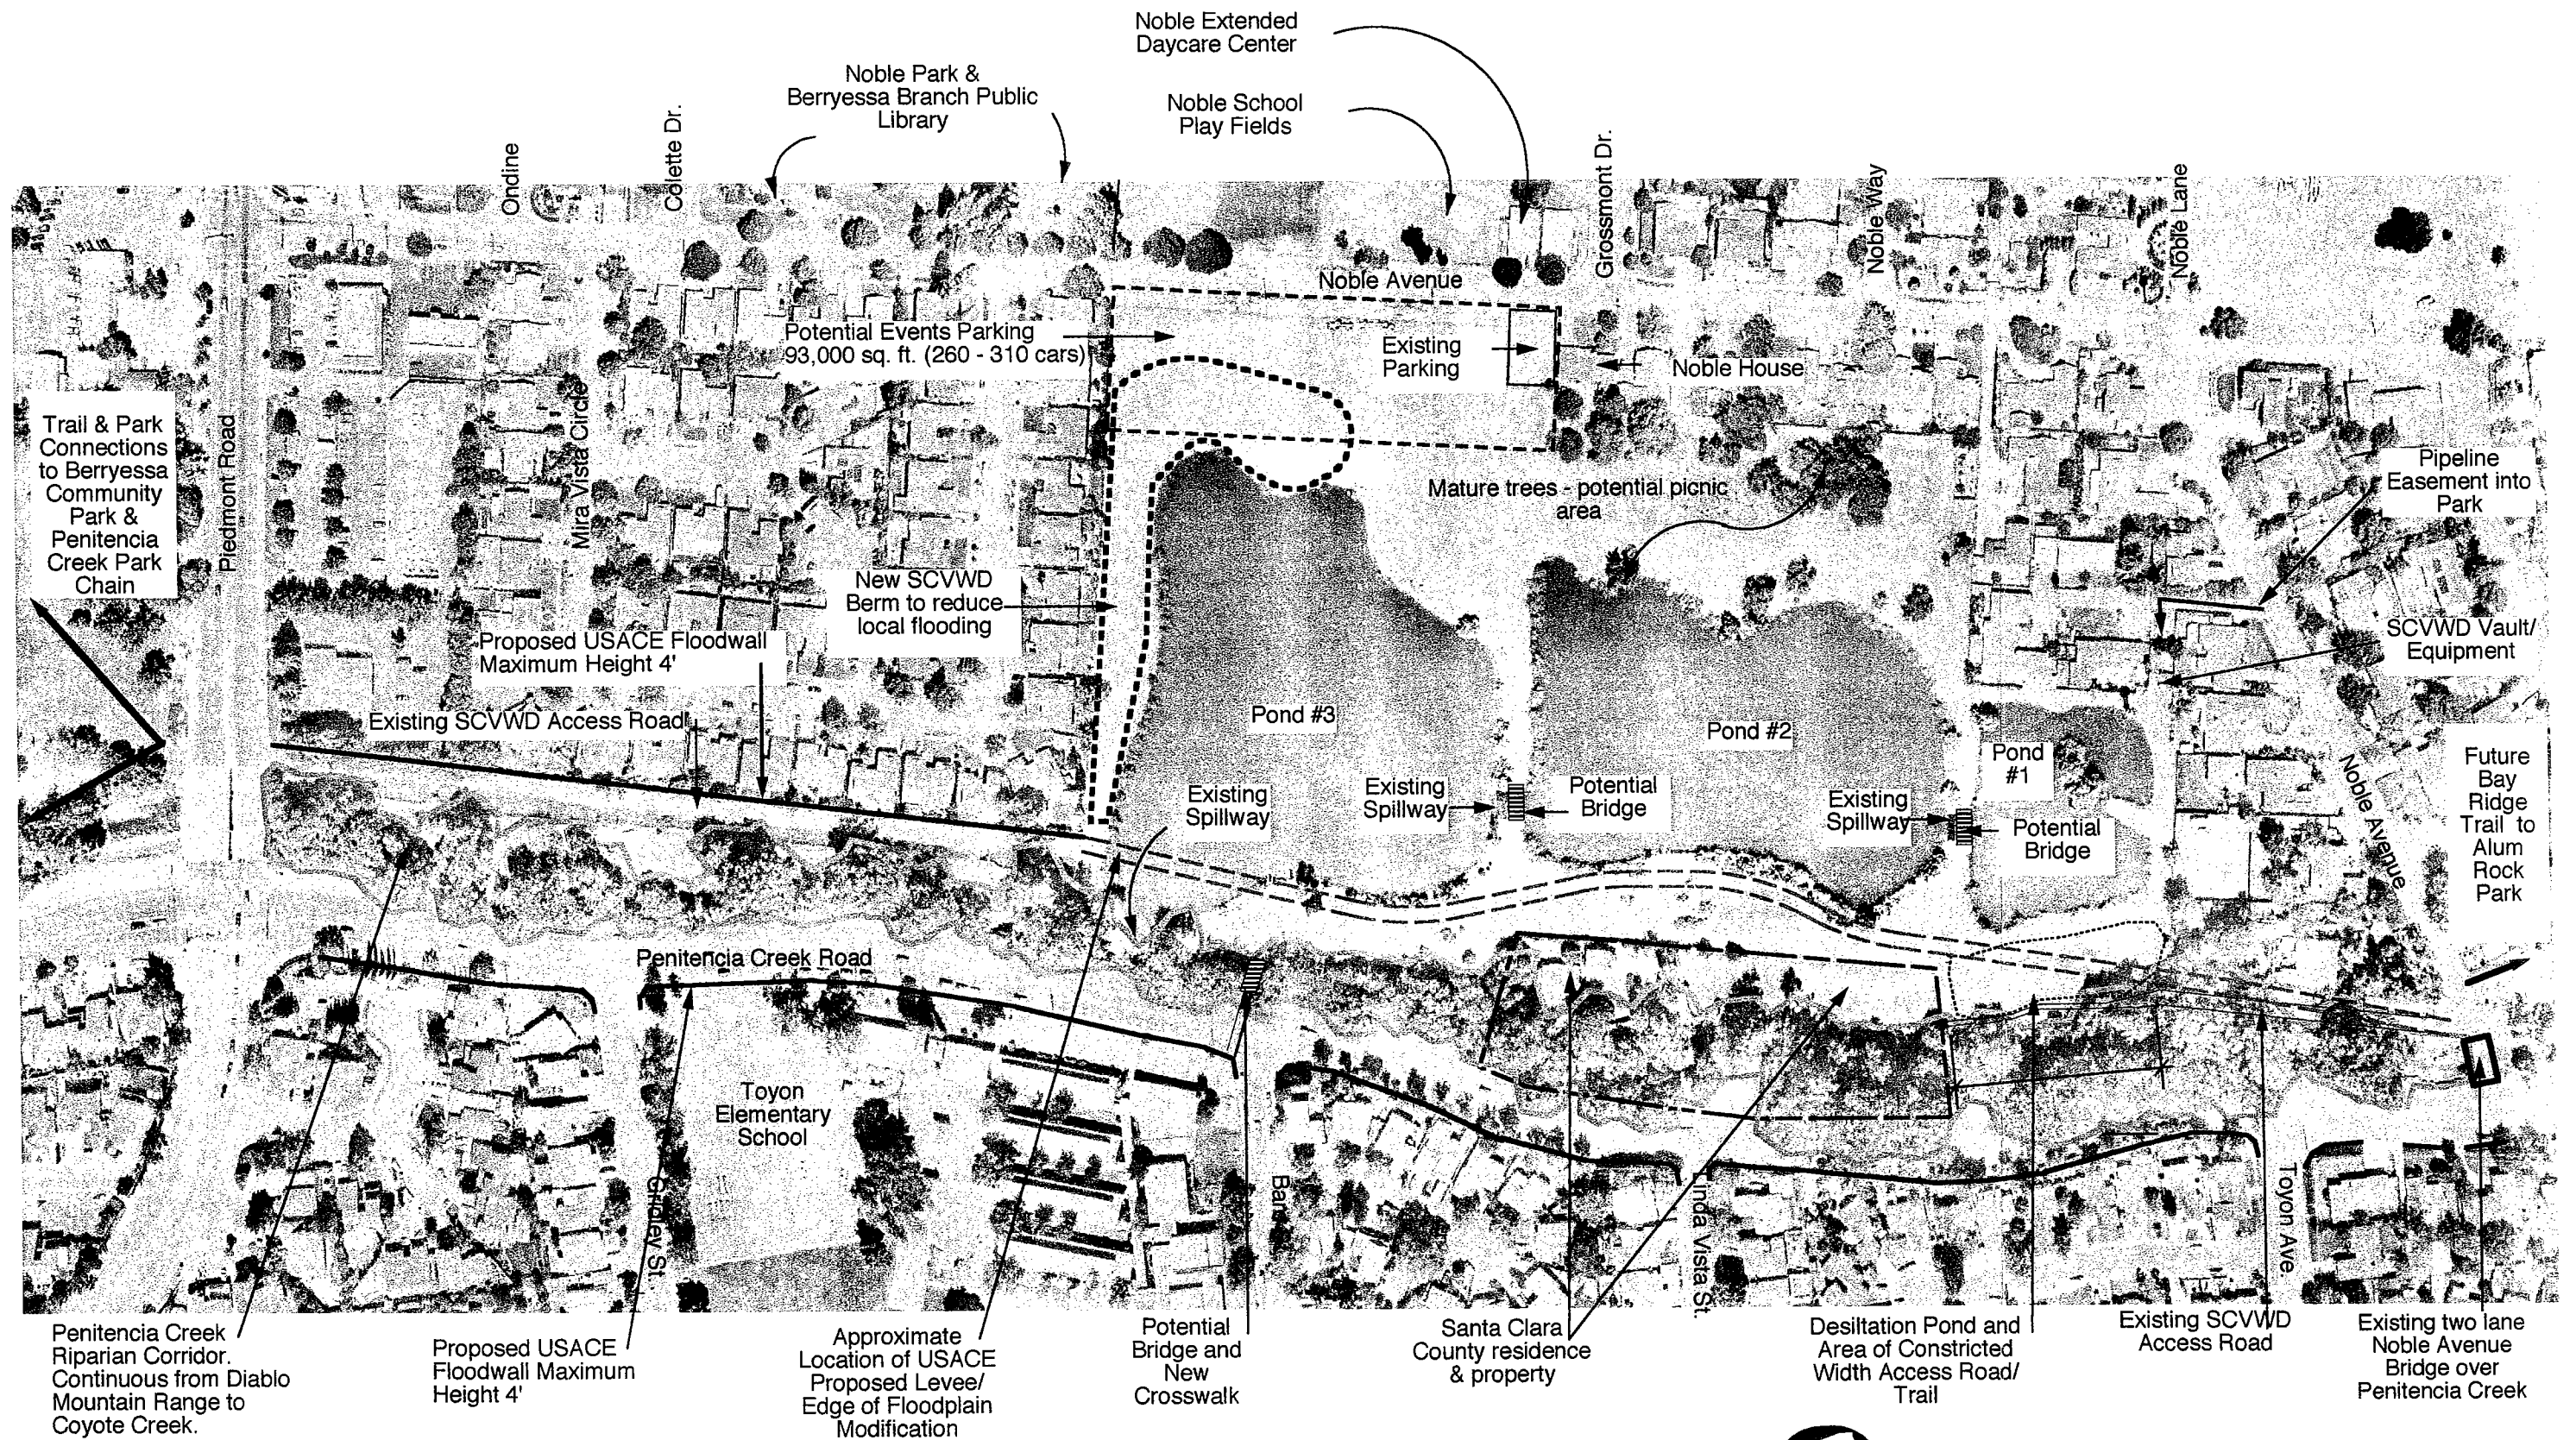 Noble Extended
Daycare Center
Noble Park &
Berryessa Branch Public
Library
Noble School
Play Fields
Ondine
Colette Dr.
Grossmont Dr.
Noble Way
Noble Lane
Noble Avenue
Potential Events Parking
93,000 sq. ft. (260 - 310 cars)
Existing
Parking
Noble House
Trail & Park
Connections
to Berryessa
Community
Park &
Penitencia
Creek Park
Chain
Piedmont Road
Mira Vista Circle
Mature trees - potential picnic
area
Pipeline
Easement into
Park
New SCVWD
Berm to reduce
local flooding
Proposed USACE Floodwall
Maximum Height 4'
SCVWD Vault/
Equipment
Existing SCVWD Access Road
Pond #3
Pond #2
Pond
#1
Existing
Spillway
Existing
Spillway
Potential
Bridge
Existing
Spillway
Potential
Bridge
Noble Avenue
Future
Bay
Ridge
Trail to
Alum
Rock
Park
Penitencia Creek Road
Toyon
Elementary
School
St.
Linda Vista St.
Toyon Ave.
Penitencia Creek
Riparian Corridor.
Continuous from Diablo
Mountain Range to
Coyote Creek.
Proposed USACE
Floodwall Maximum
Height 4'
Approximate
Location of USACE
Proposed Levee/
Edge of Floodplain
Modification
Potential
Bridge and
New
Crosswalk
Santa Clara
County residence
& property
Desiltation Pond and
Area of Constricted
Width Access Road/
Trail
Existing SCVWD
Access Road
Existing two lane
Noble Avenue
Bridge over
Penitencia Creek